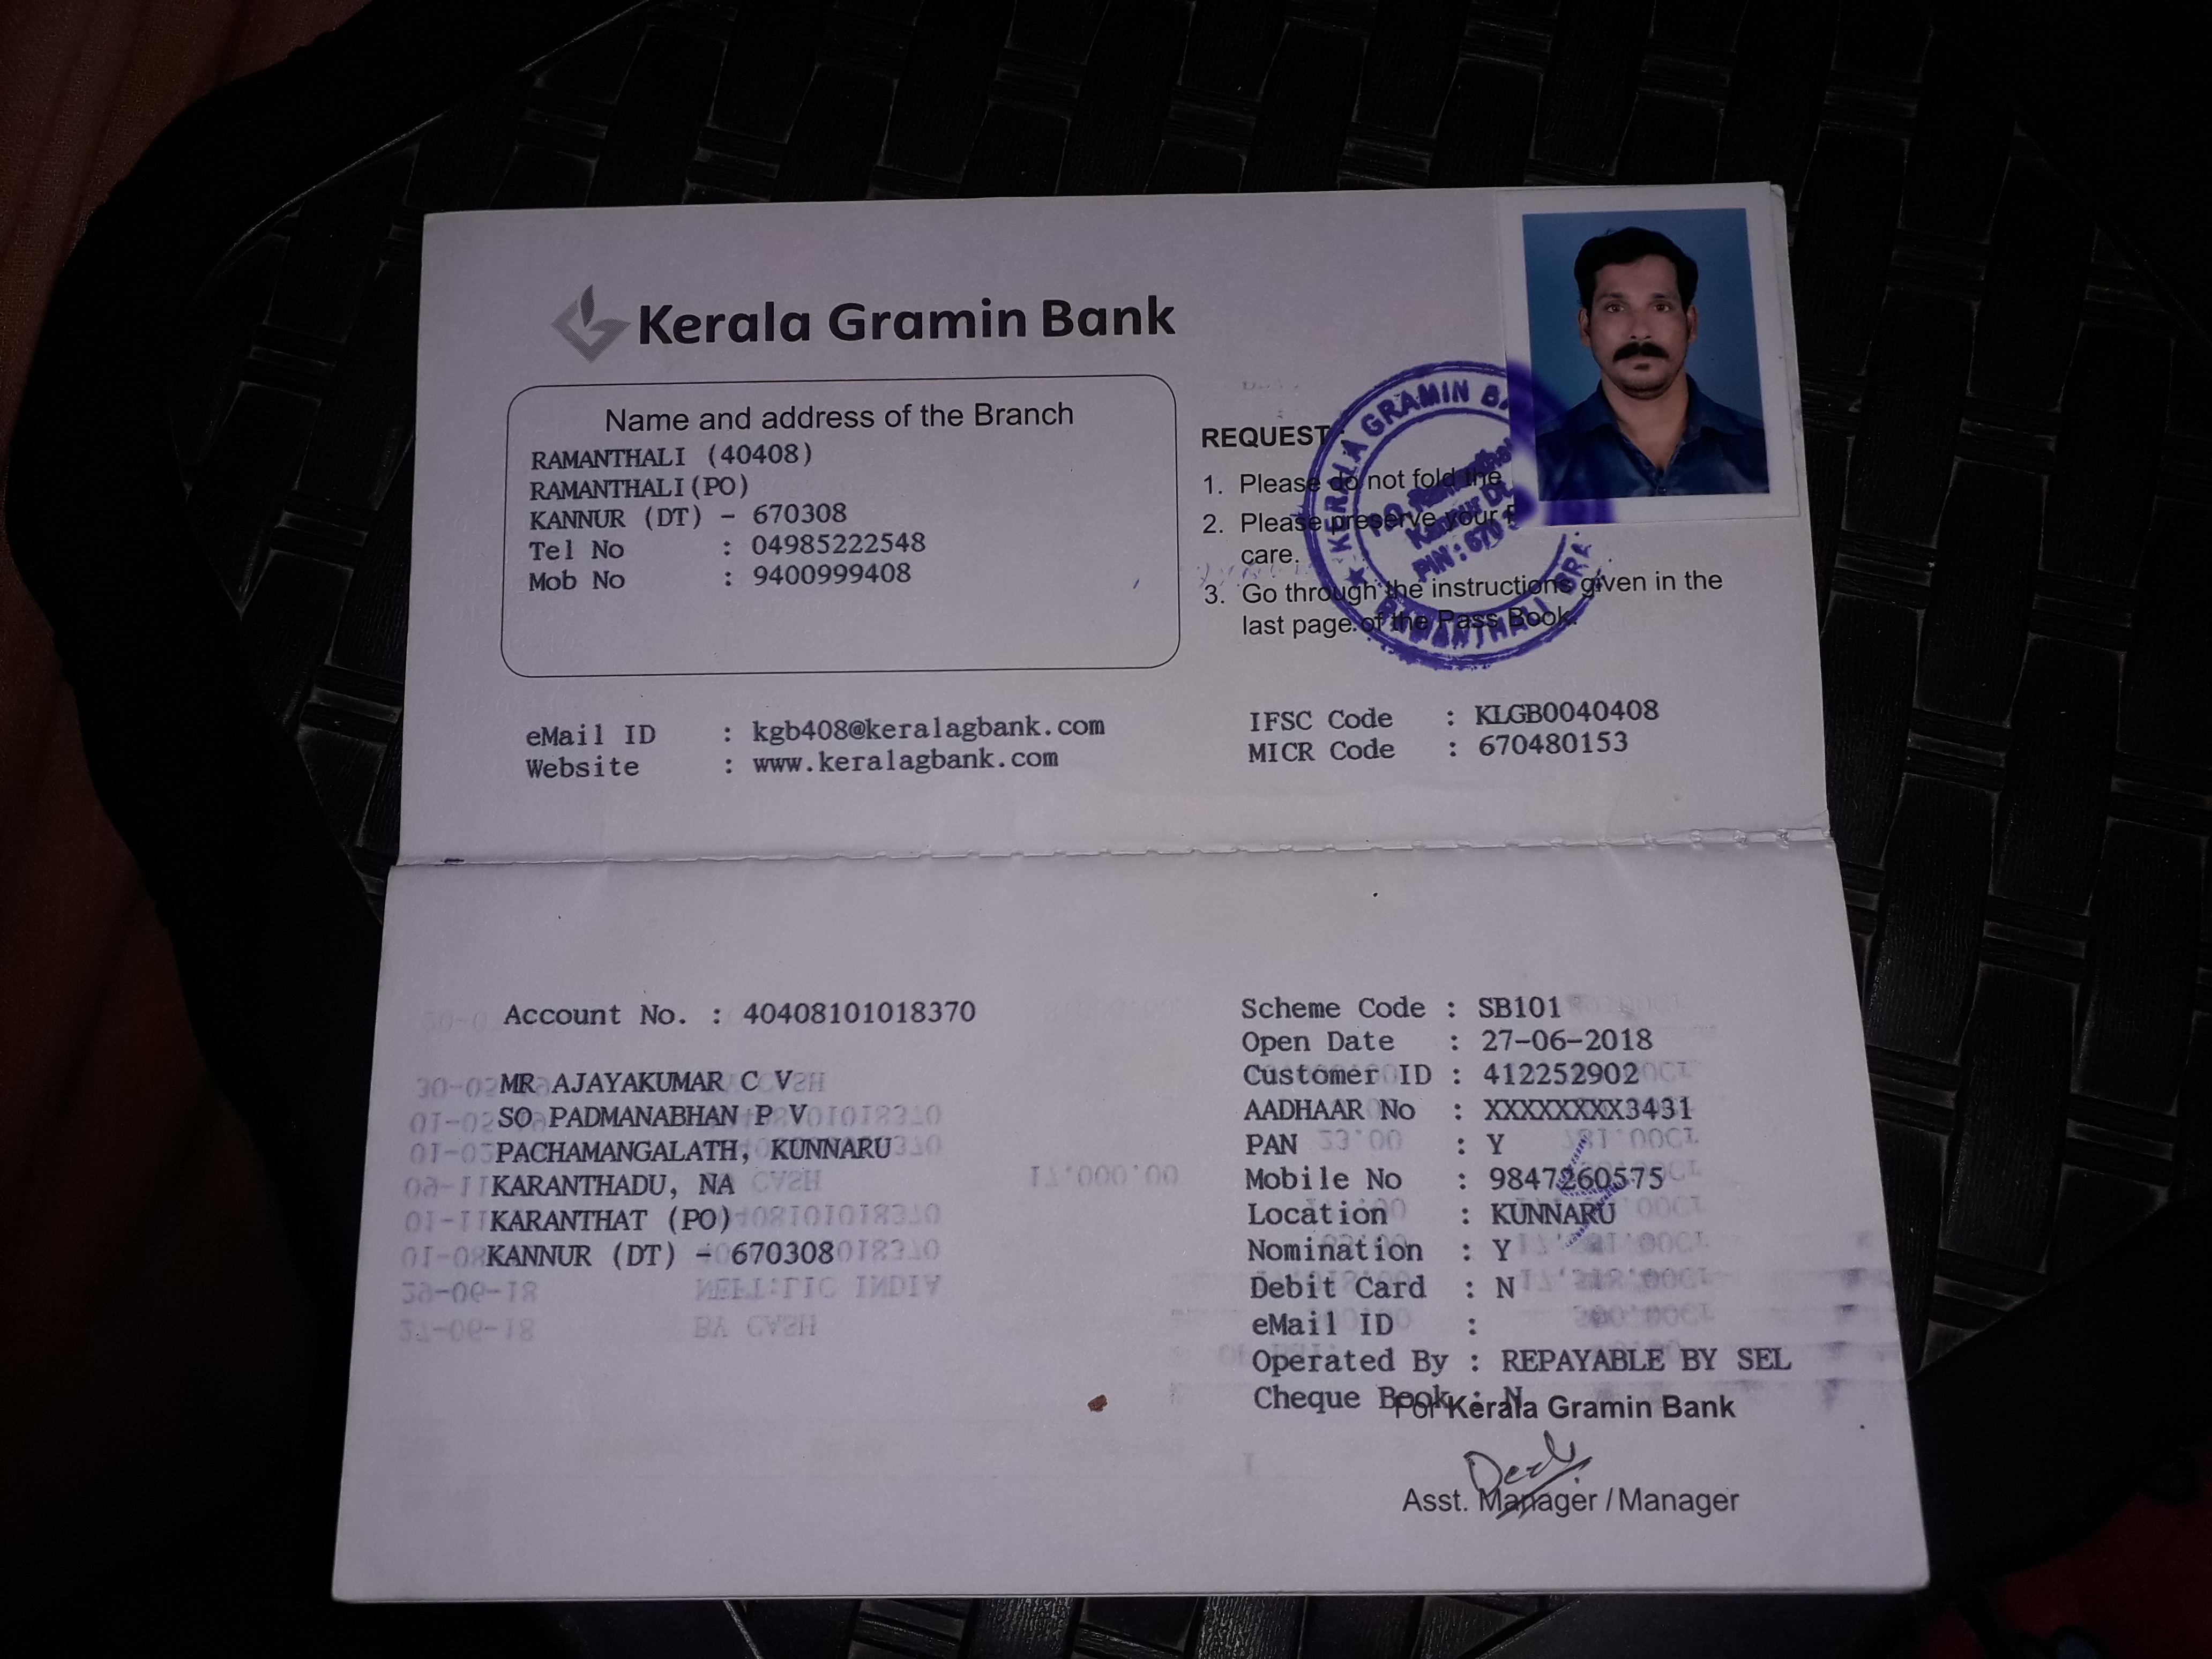 Kerala Gramin Bank
Name and address of the Branch
RAMANTHALI (40408)
RAMANTHALI(PO)
KANNUR (DT) - 670308
Tel No : 04985222548
Mob No : 9400999408
eMail ID : kgb408@keralagbank.com
Website : www.keralagbank.com
REQUEST
1. Please do not fold the
2. Please preserve your
care.
3. Go through the instructions given in the
last page of the Pass Book.
KERALA GRAMIN
PIN : 670
IFSC Code : KLGB0040408
MICR Code : 670480153
Account No. : 40408101018370
MR AJAYAKUMAR C V
SO PADMANABHAN P V
PACHAMANGALATH, KUNNARU
KARANTHADU, NA
KARANTHAT (PO)
KANNUR (DT) - 670308
Scheme Code : SB101
Open Date : 27-06-2018
Customer ID : 412252902
AADHAAR No : XXXXXXXX3431
PAN : Y
Mobile No : 9847260575
Location : KUNNARU
Nomination : Y
Debit Card : N
eMail ID :
Operated By : REPAYABLE BY SEL
Cheque Book : N
For Kerala Gramin Bank
Asst. Manager / Manager